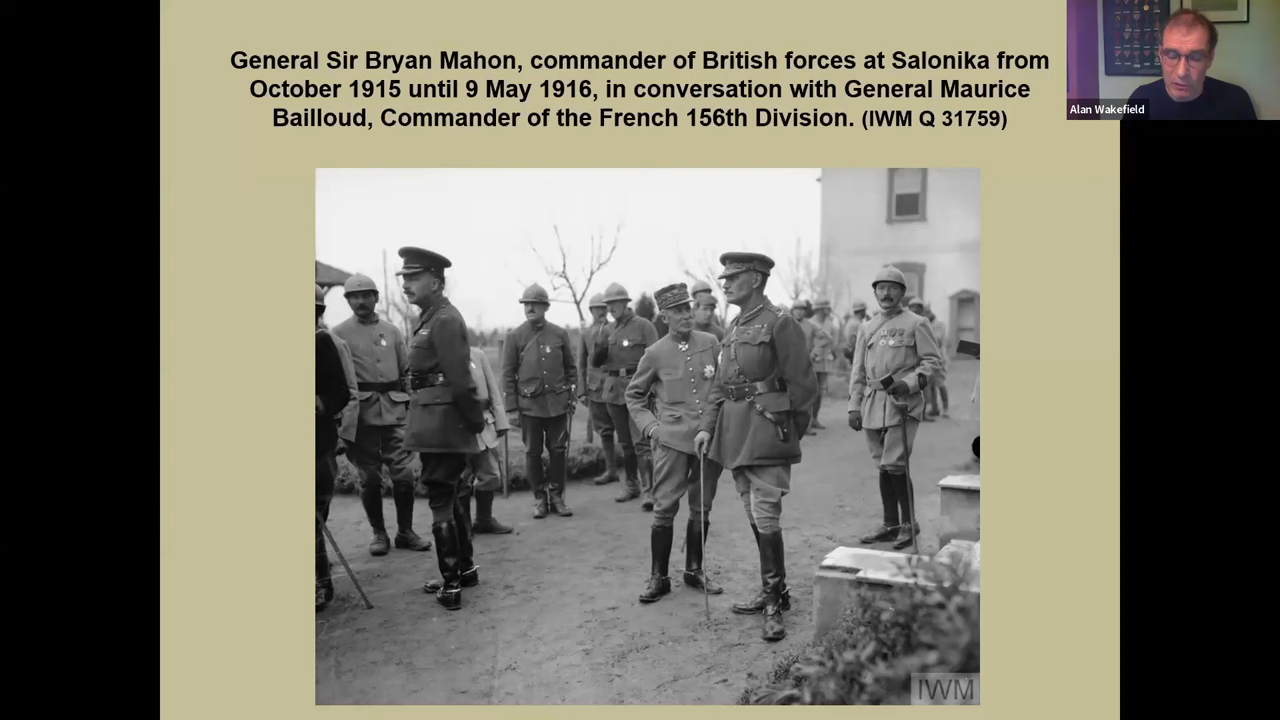 General Sir Bryan Mahon, commander of British forces at Salonika from
October 1915 until 9 May 1916, in conversation with General Maurice
Bailloud, Commander of the French 156th Division. (IWM Q 31759)
Alan Wakefield
IWM